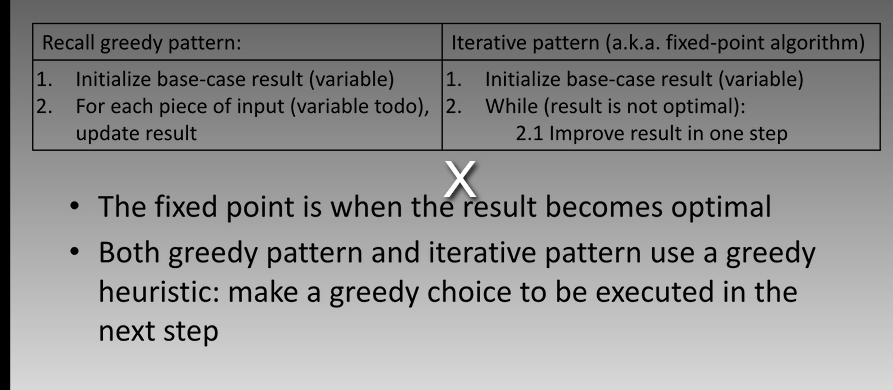 Recall greedy pattern:
Iterative pattern (a.k.a. fixed-point algorithm)
1. Initialize base-case result (variable)
2. For each piece of input (variable todo),
update result
1. Initialize base-case result (variable)
2. While (result is not optimal):
2.1 Improve result in one step
X
• The fixed point is when the result becomes optimal
• Both greedy pattern and iterative pattern use a greedy
heuristic: make a greedy choice to be executed in the
next step